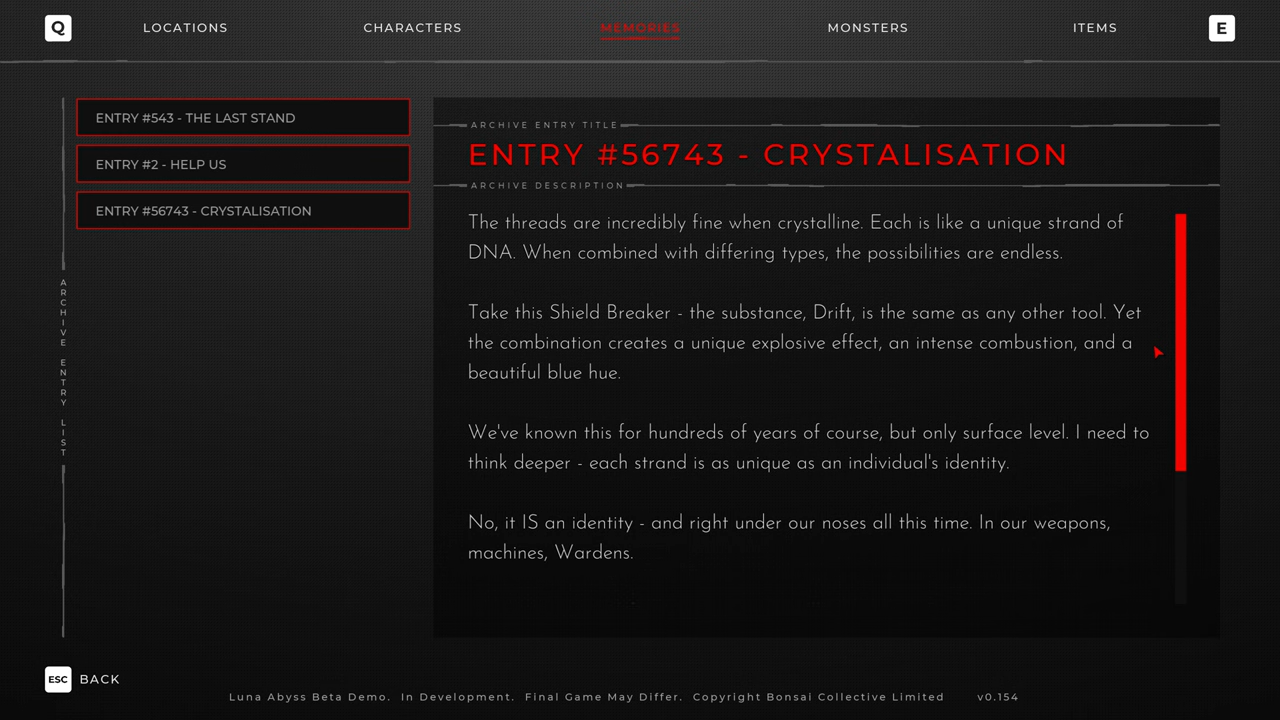 Q
LOCATIONS
CHARACTERS
MEMORIES
MONSTERS
ITEMS
E
ENTRY #543 - THE LAST STAND
ENTRY #2 - HELP US
ENTRY #56743 - CRYSTALISATION
ARCHIVE ENTRY LIST
ARCHIVE ENTRY TITLE
ENTRY #56743 - CRYSTALISATION
ARCHIVE DESCRIPTION
The threads are incredibly fine when crystalline. Each is like a unique strand of
DNA. When combined with differing types, the possibilities are endless.
Take this Shield Breaker - the substance, Drift, is the same as any other tool. Yet
the combination creates a unique explosive effect, an intense combustion, and a
beautiful blue hue.
We've known this for hundreds of years of course, but only surface level. I need to
think deeper - each strand is as unique as an individual's identity.
No, it IS an identity - and right under our noses all this time. In our weapons,
machines, Wardens.
ESC BACK
Luna Abyss Beta Demo. In Development. Final Game May Differ. Copyright Bonsai Collective Limited v0.154